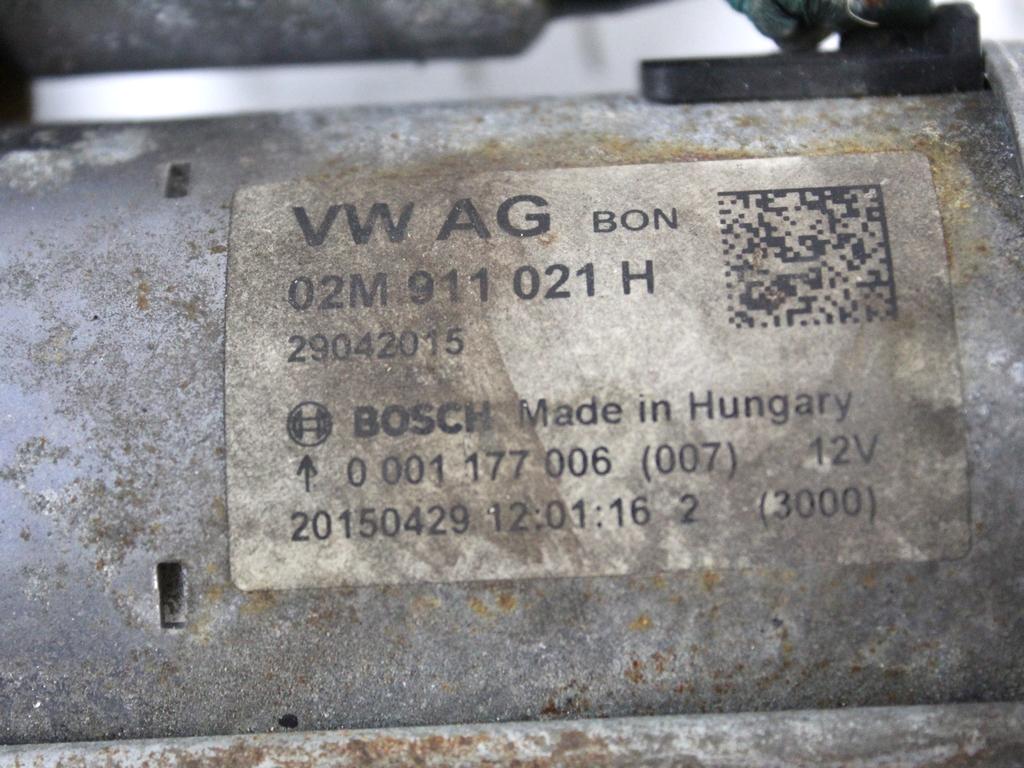 VW AG BON
02M 911 021 H
29042015
BOSCH Made in Hungary
↑ 0 001 177 006 (007) 12V
20150429 12:01:16 2 (3000)